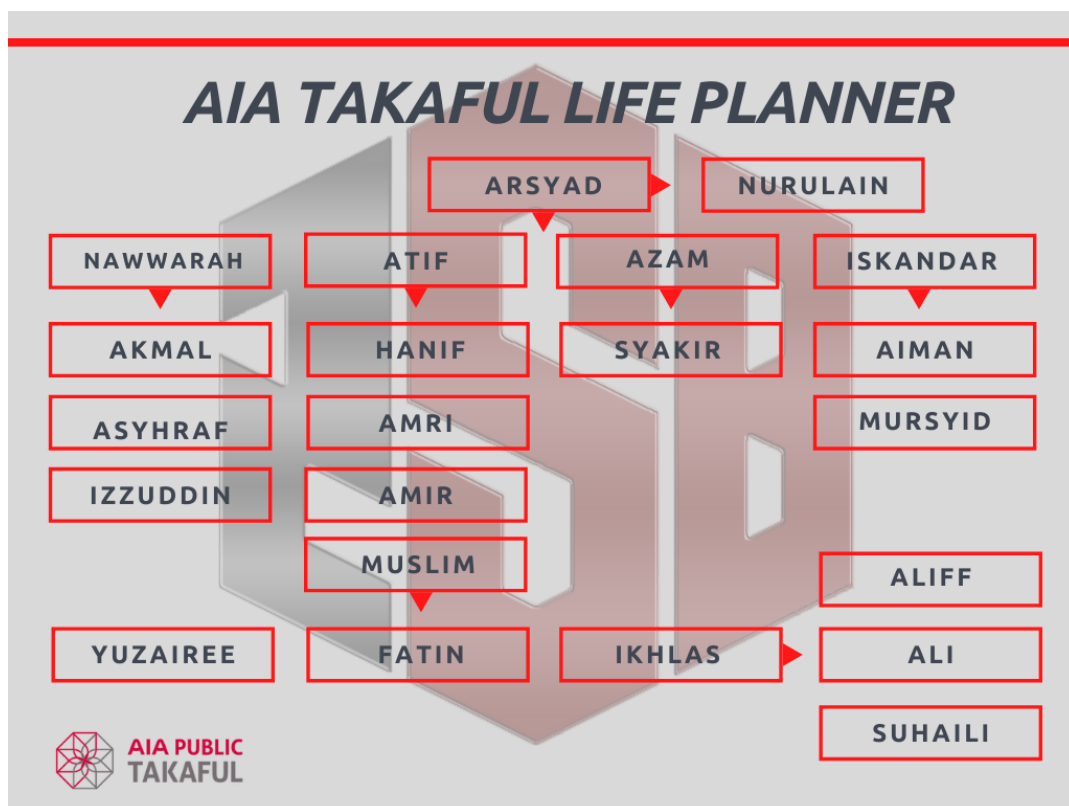 AIA TAKAFUL LIFE PLANNER
ARSYAD
NURULAIN
NAWWARAH
ATIF
AZAM
ISKANDAR
AKMAL
HANIF
SYAKIR
AIMAN
ASYHRAF
AMRI
MURSYID
IZZUDDIN
AMIR
MUSLIM
ALIFF
YUZAIREE
FATIN
IKHLAS
ALI
SUHAILI
AIA PUBLIC
TAKAFUL